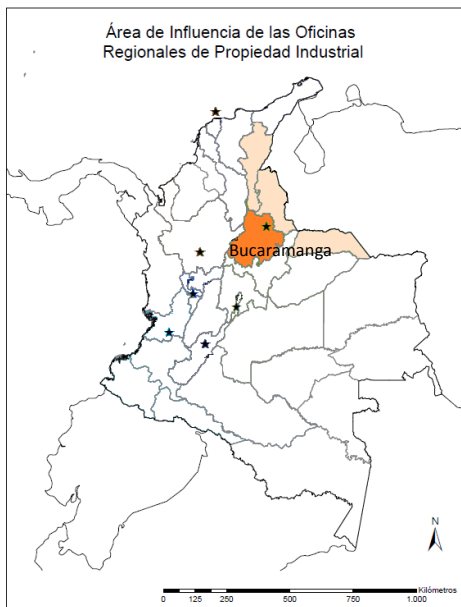 Área de Influencia de las Oficinas
Regionales de Propiedad Industrial
Bucaramanga
N
Kilómetros
0 125 250 500 750 1.000